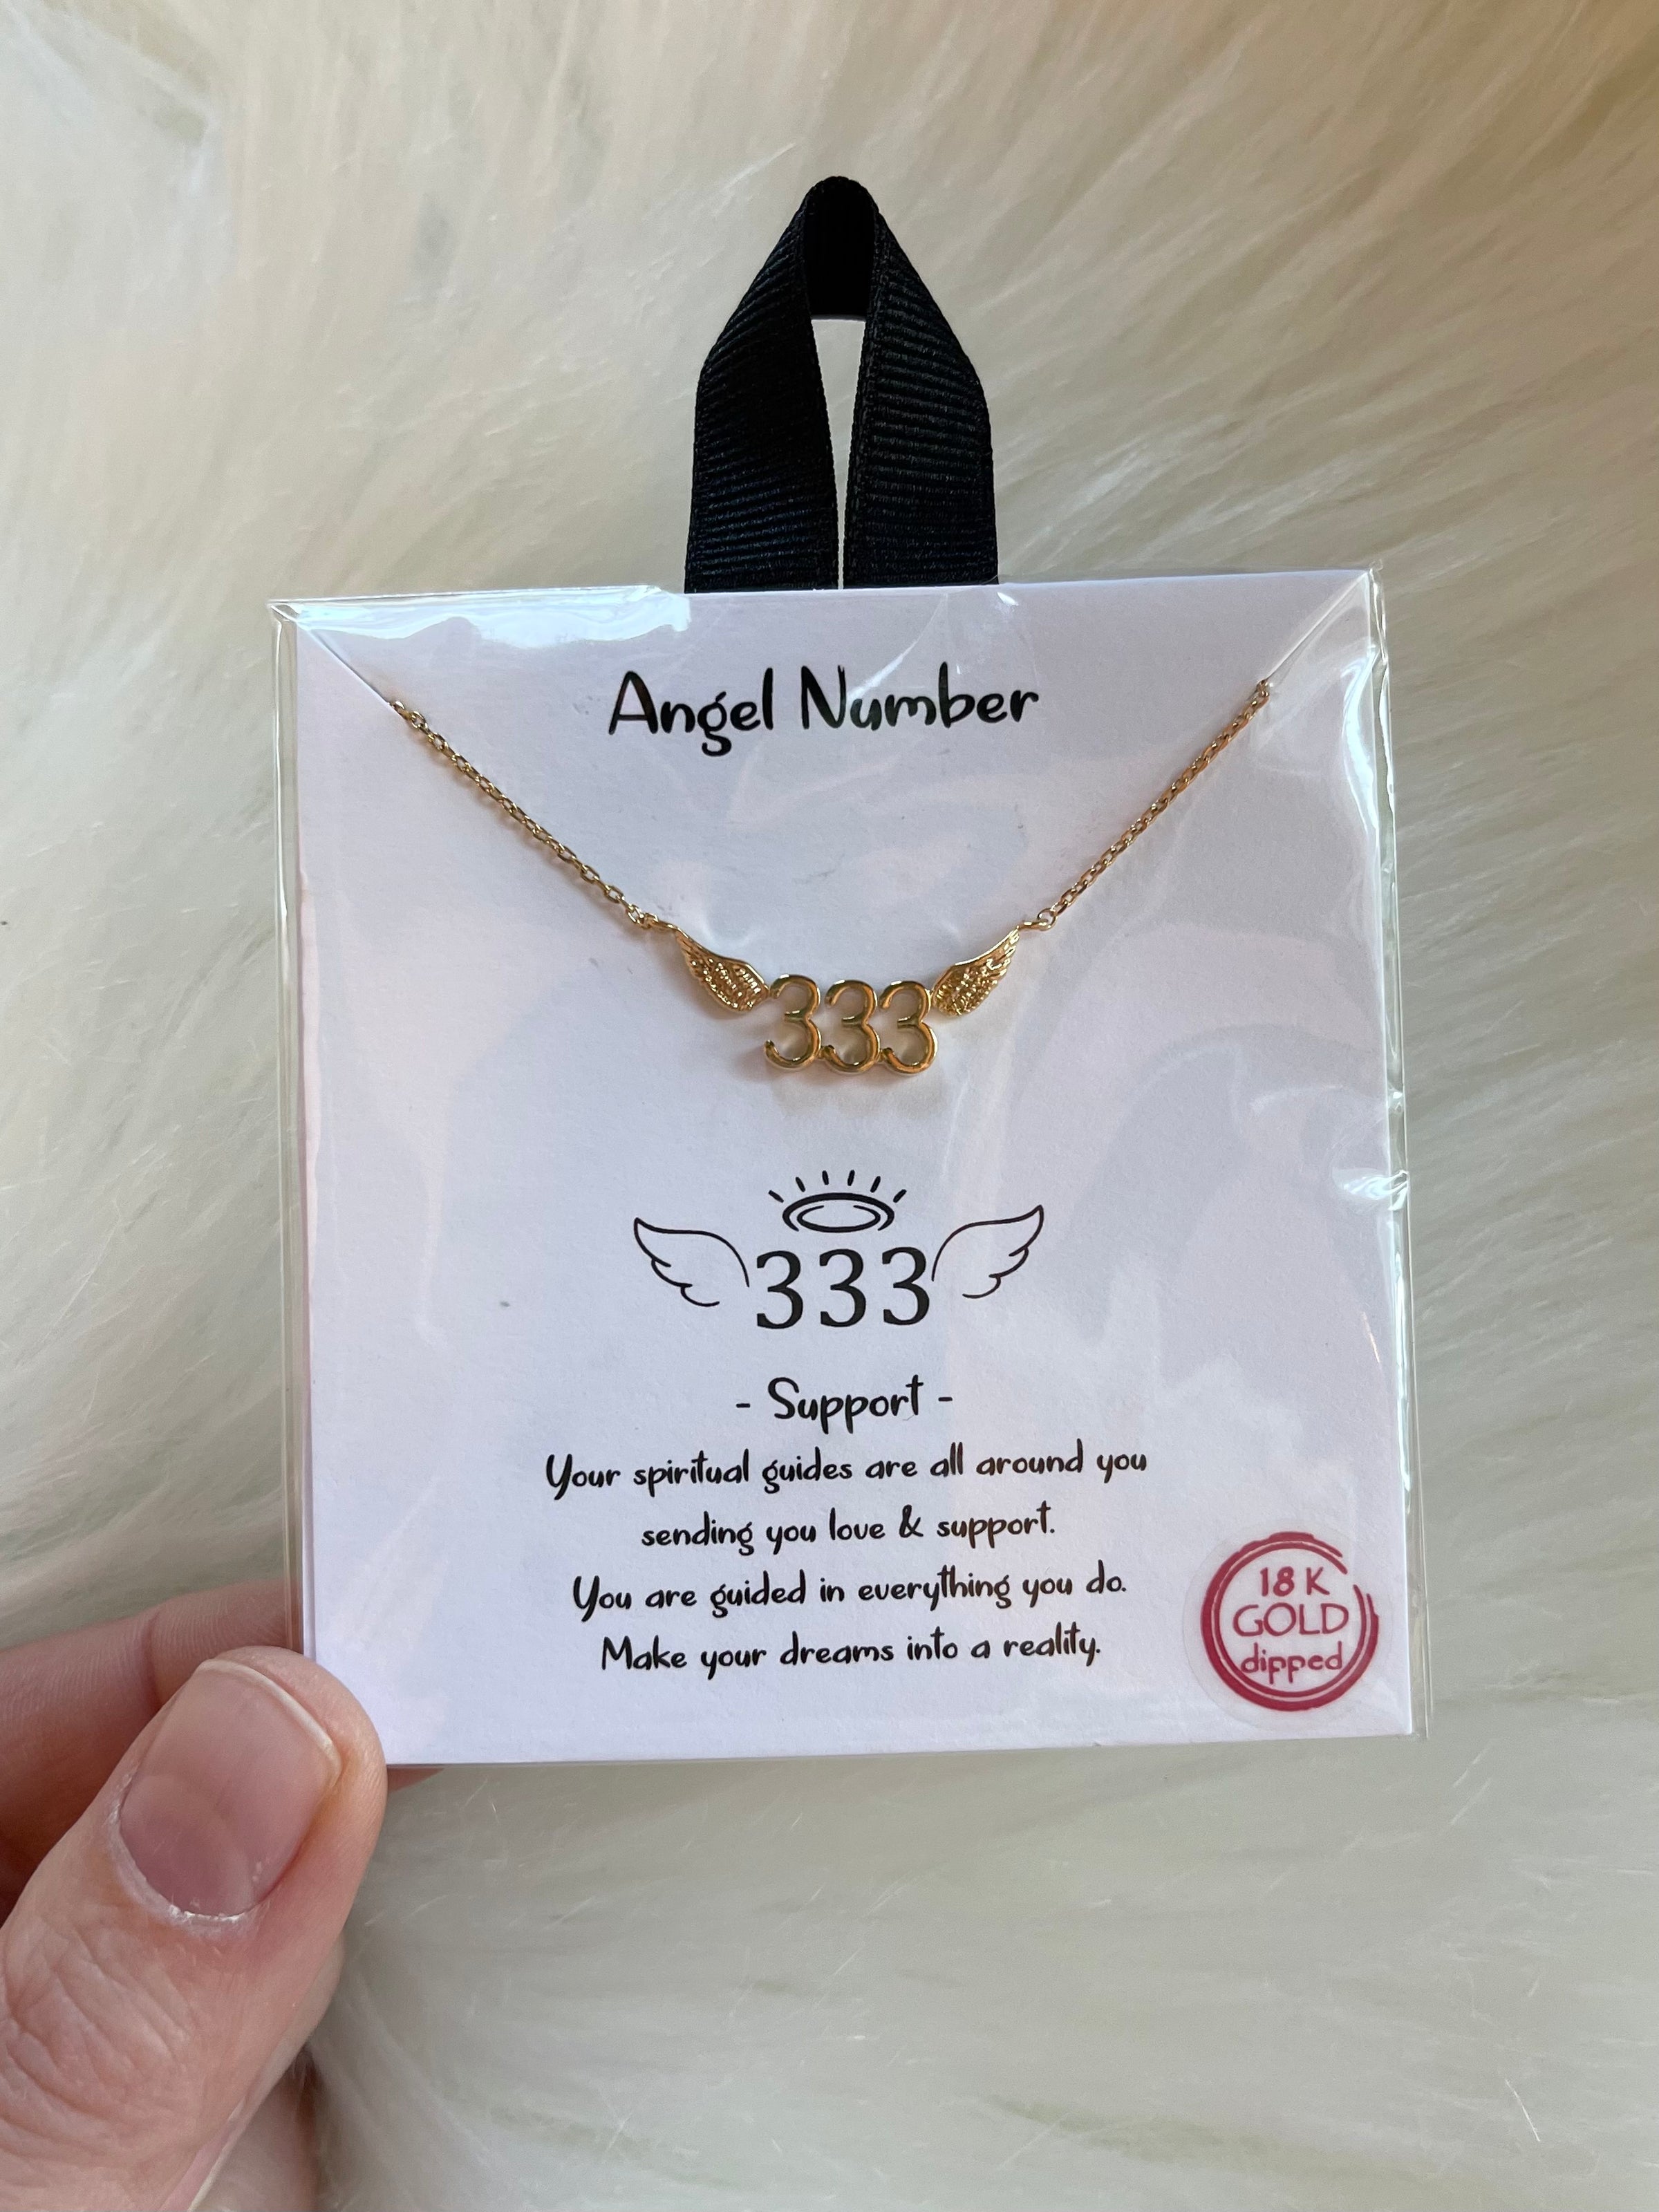 Angel Number
333
333
- Support -
Your spiritual guides are all around you
sending you love & support.
You are guided in everything you do.
Make your dreams into a reality.
18 K
GOLD
dipped